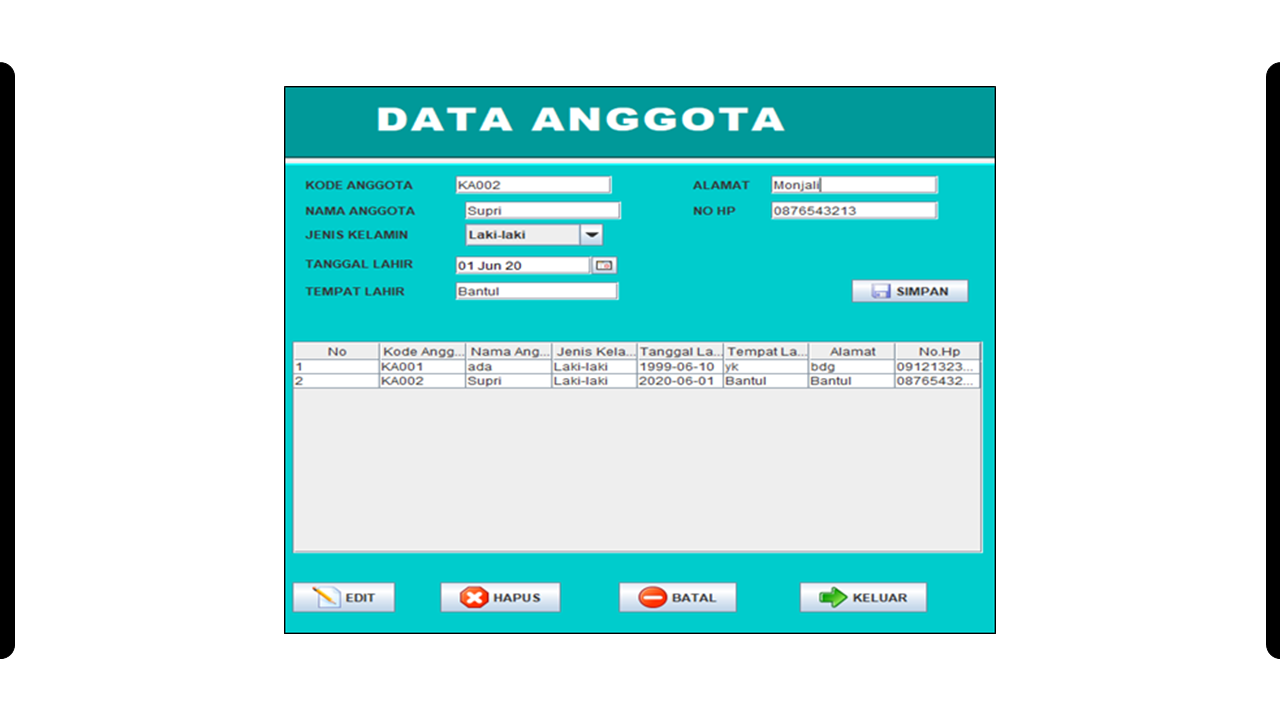 DATA ANGGOTA
KODE ANGGOTA KA002 ALAMAT Monjali
NAMA ANGGOTA Supri NO HP 0876543213
JENIS KELAMIN Laki-laki
TANGGAL LAHIR 01 Jun 20
TEMPAT LAHIR Bantul SIMPAN
No Kode Angg... Nama Ang... Jenis Kela... Tanggal La... Tempat La... Alamat No.Hp
1 KA001 ada Laki-laki 1999-06-10 yk bdg 09121323...
2 KA002 Supri Laki-laki 2020-06-01 Bantul Bantul 08765432...
EDIT HAPUS BATAL KELUAR